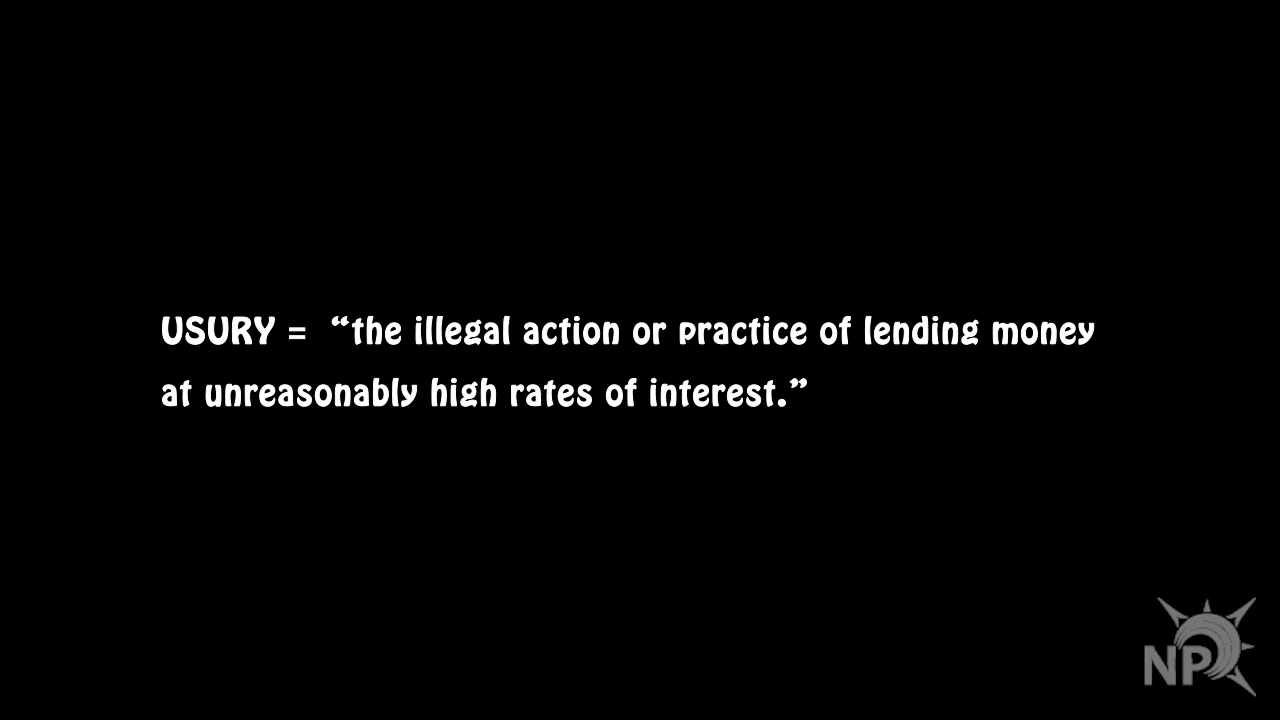 USURY =  “the illegal action or practice of lending money
at unreasonably high rates of interest.”
NP